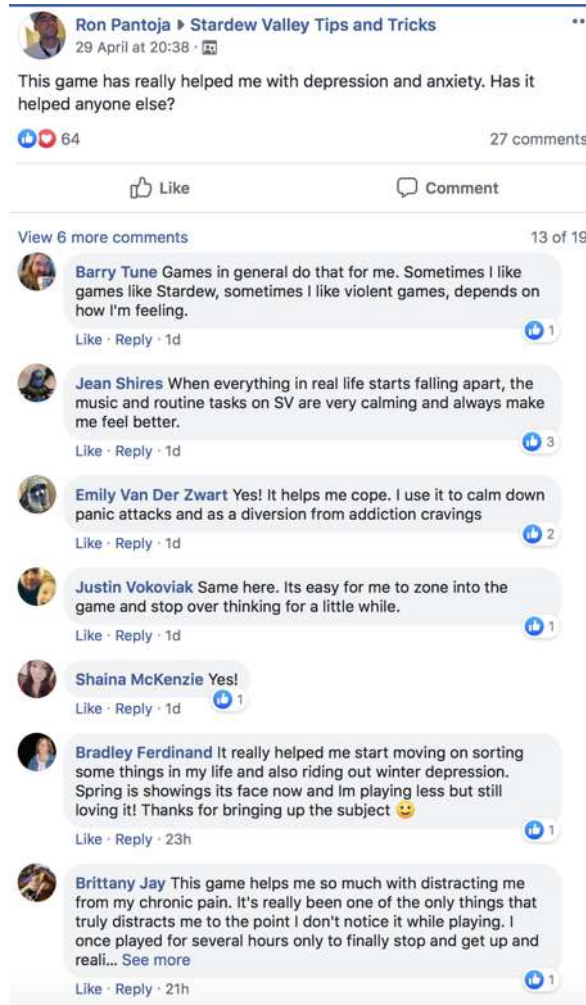 Ron Pantoja ▸ Stardew Valley Tips and Tricks
29 April at 20:38 ·
This game has really helped me with depression and anxiety. Has it
helped anyone else?
64 27 comments
Like Comment
View 6 more comments 13 of 19
Barry Tune Games in general do that for me. Sometimes I like
games like Stardew, sometimes I like violent games, depends on
how I'm feeling.
1
Like · Reply · 1d
Jean Shires When everything in real life starts falling apart, the
music and routine tasks on SV are very calming and always make
me feel better.
3
Like · Reply · 1d
Emily Van Der Zwart Yes! It helps me cope. I use it to calm down
panic attacks and as a diversion from addiction cravings
2
Like · Reply · 1d
Justin Vokoviak Same here. Its easy for me to zone into the
game and stop over thinking for a little while.
1
Like · Reply · 1d
Shaina McKenzie Yes!
1
Like · Reply · 1d
Bradley Ferdinand It really helped me start moving on sorting
some things in my life and also riding out winter depression.
Spring is showings its face now and Im playing less but still
loving it! Thanks for bringing up the subject 😀
1
Like · Reply · 23h
Brittany Jay This game helps me so much with distracting me
from my chronic pain. It's really been one of the only things that
truly distracts me to the point I don't notice it while playing. I
once played for several hours only to finally stop and get up and
reali... See more
1
Like · Reply · 21h